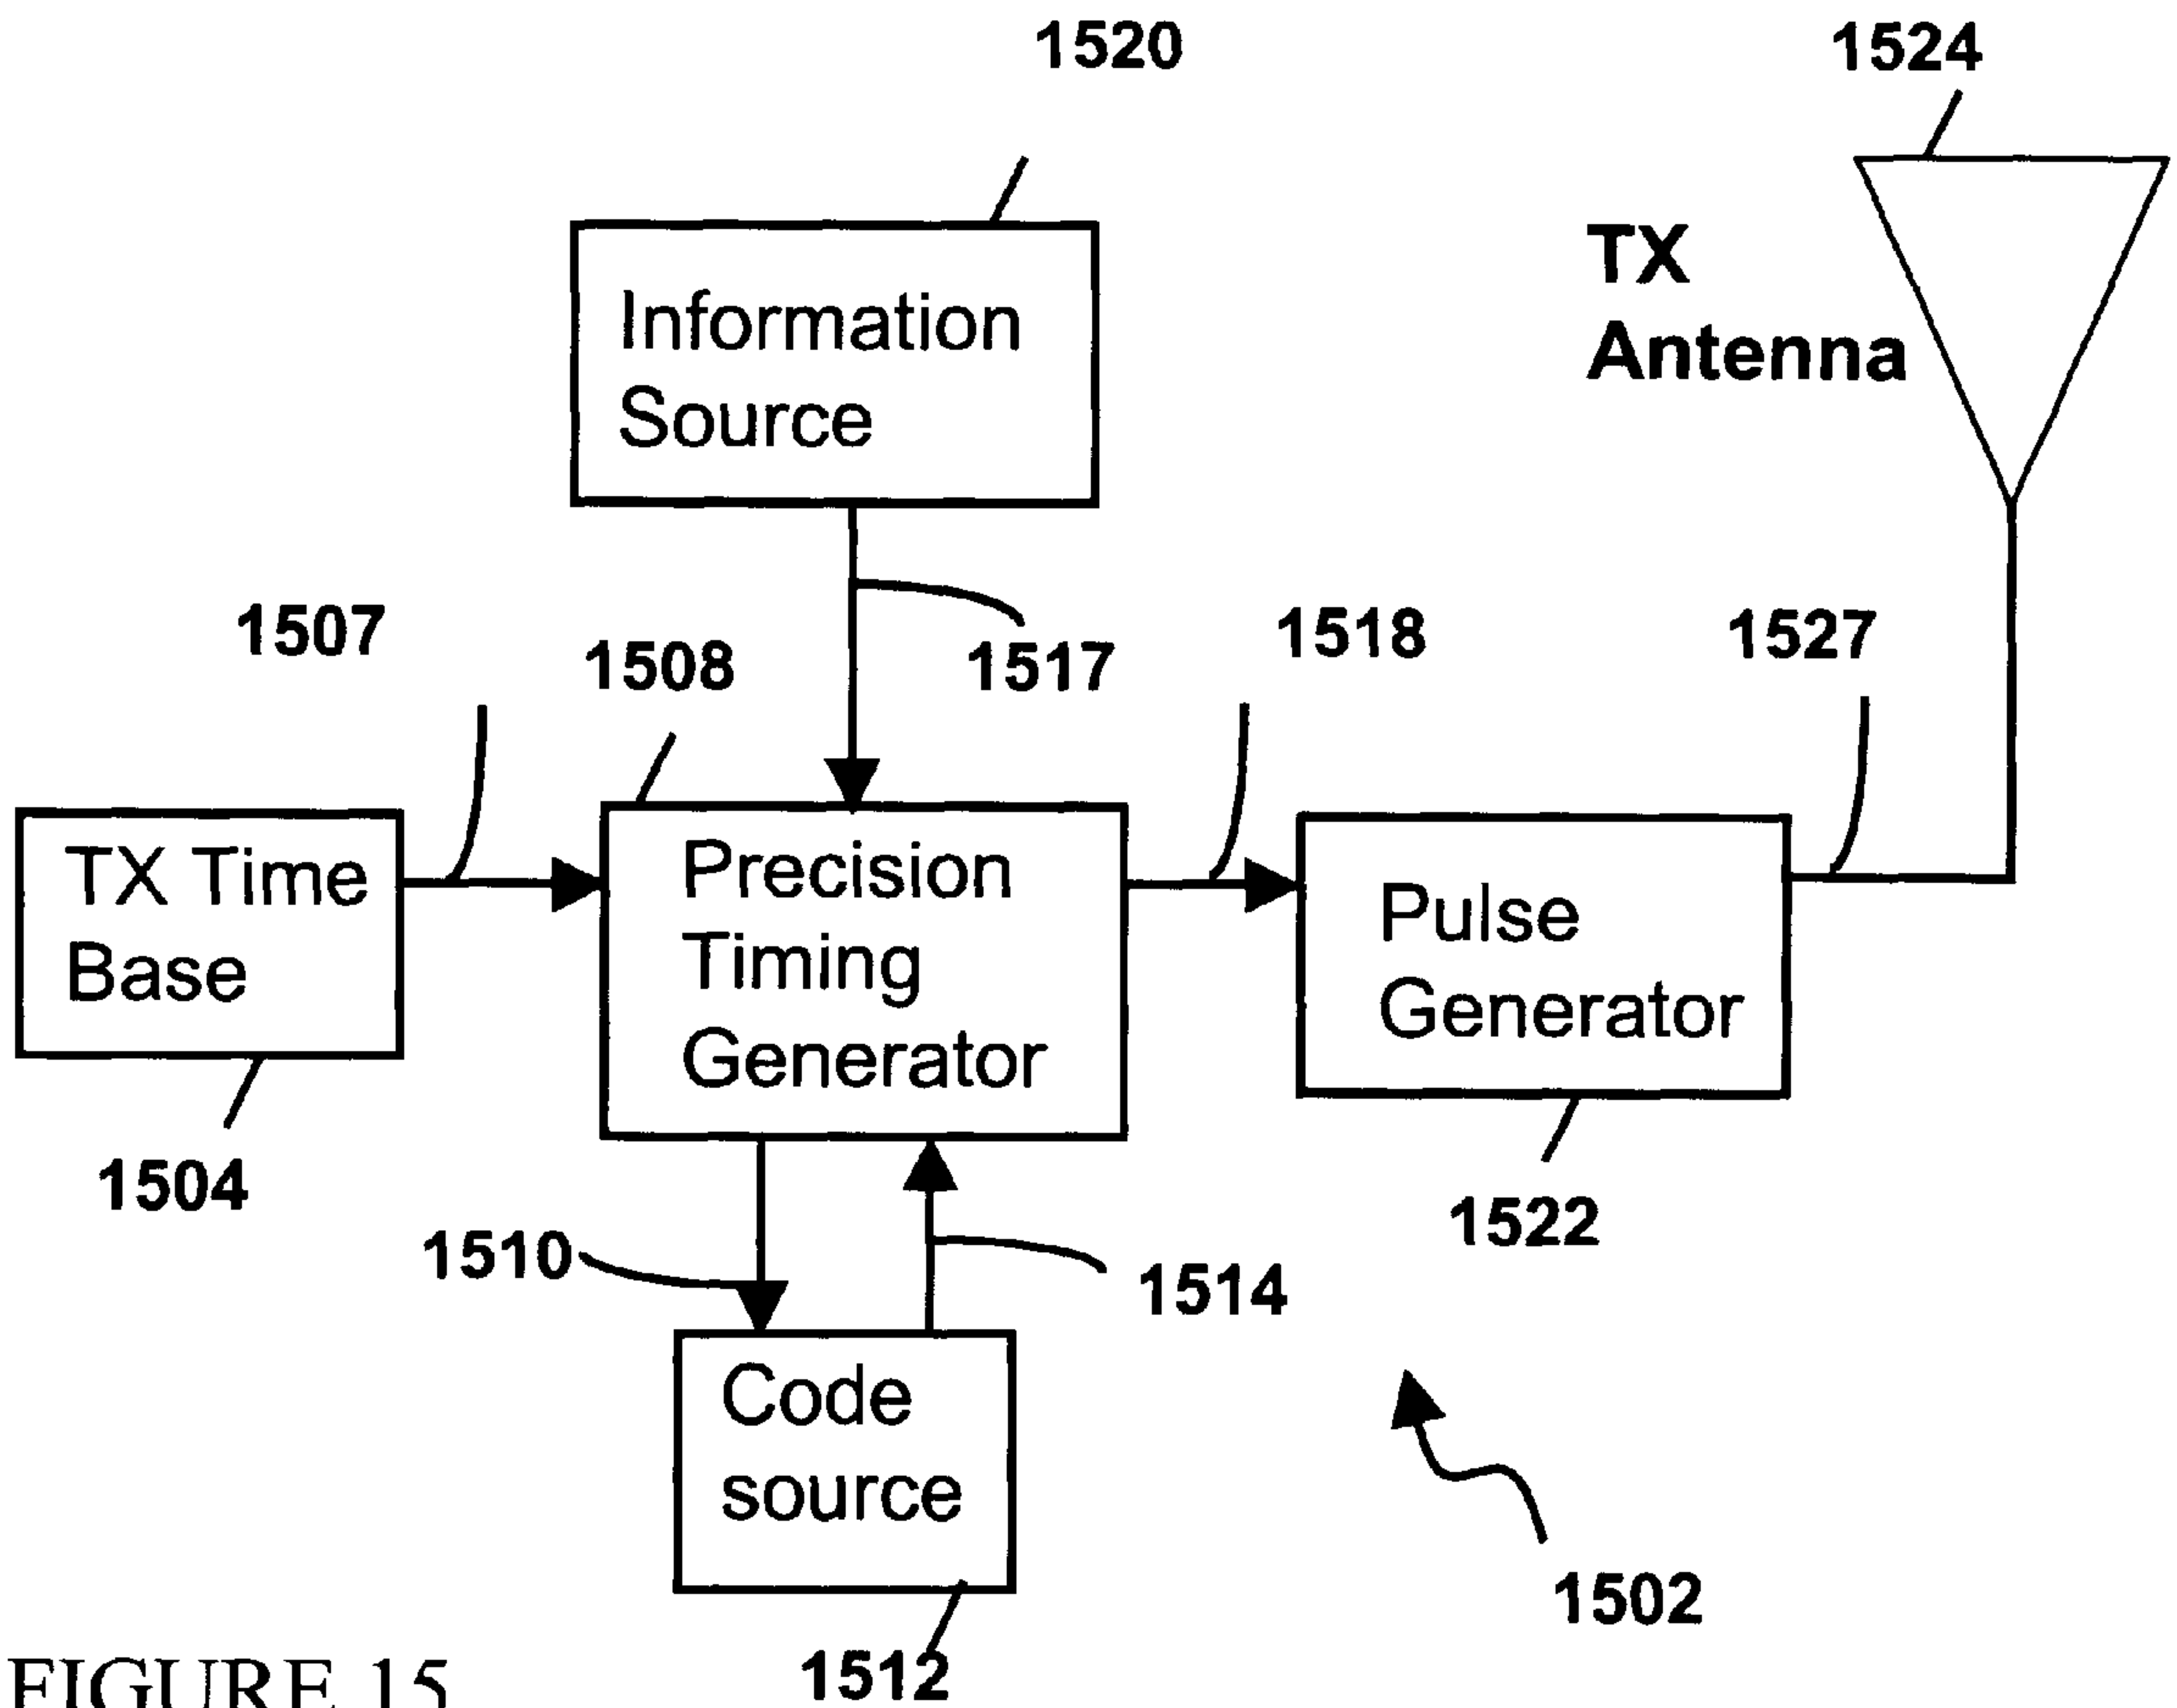 1520
1524
Information
Source
TX
Antenna
1507
1508
1517
1518
1527
TX Time
Base
Precision
Timing
Generator
Pulse
Generator
1504
1510
1514
1522
Code
source
1502
1512
FIGURE 15